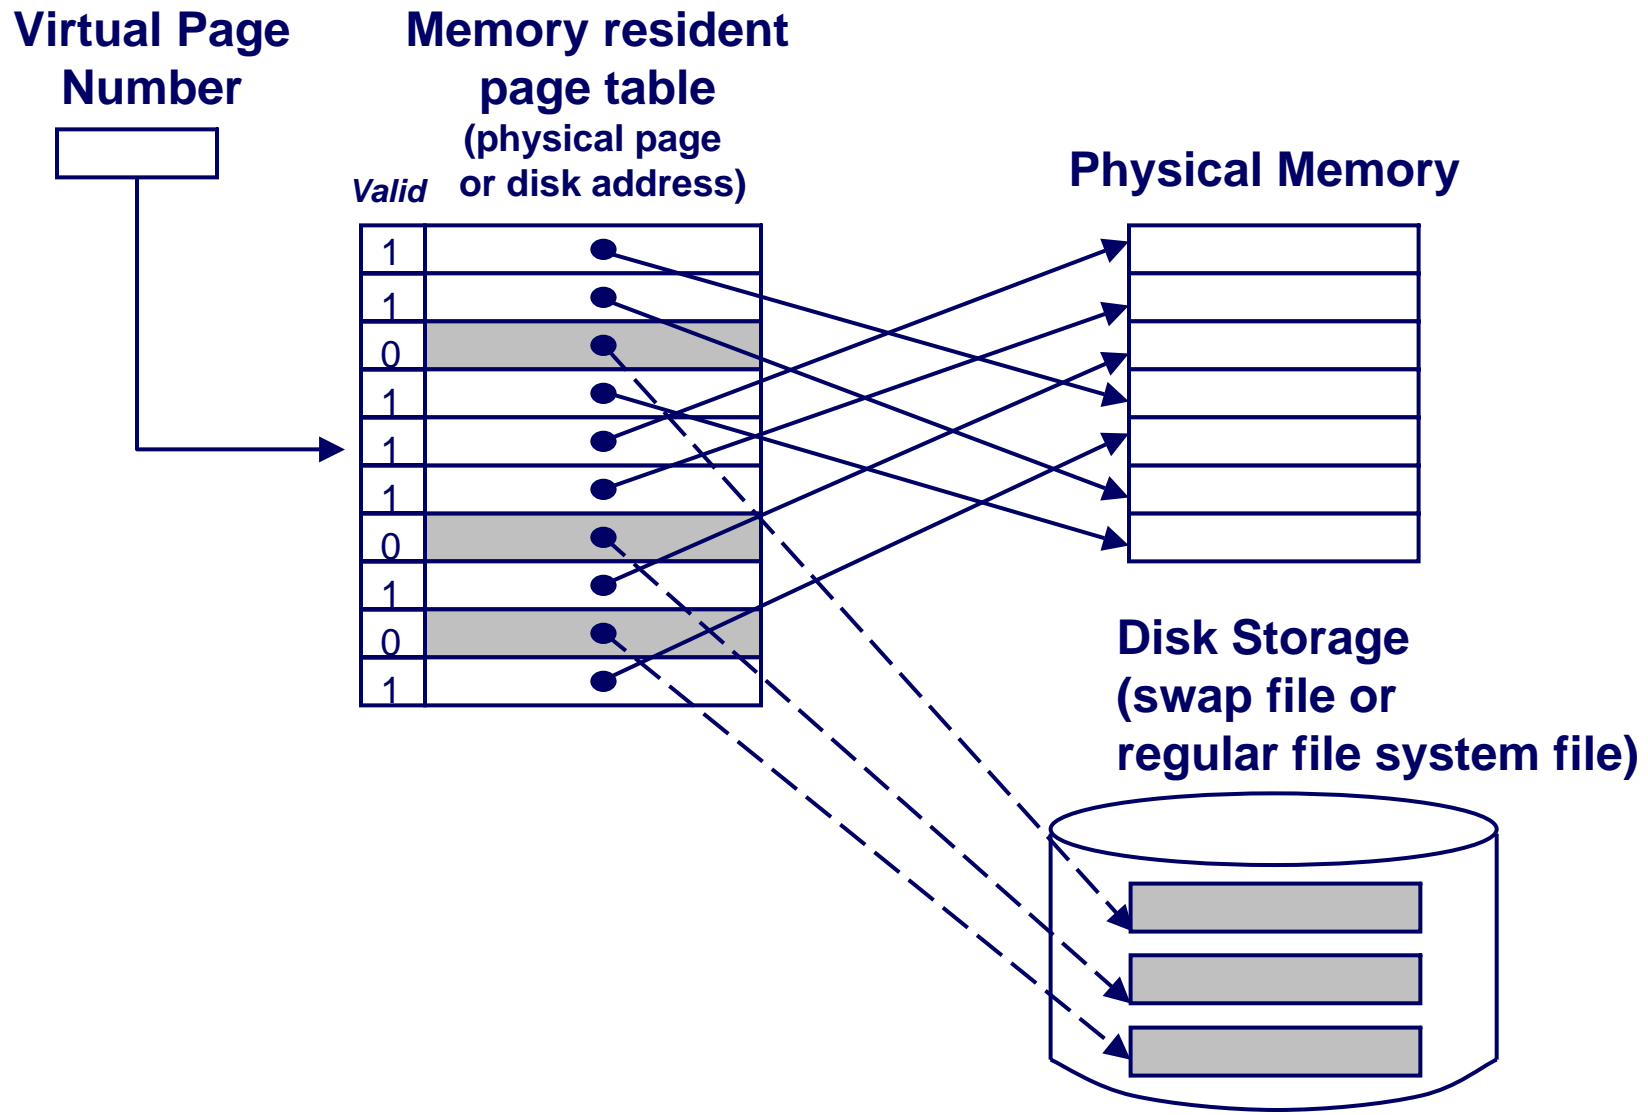 Virtual Page
Number
Memory resident
page table
(physical page
or disk address)
Valid
Physical Memory
1
1
0
1
1
1
0
1
0
1
Disk Storage
(swap file or
regular file system file)